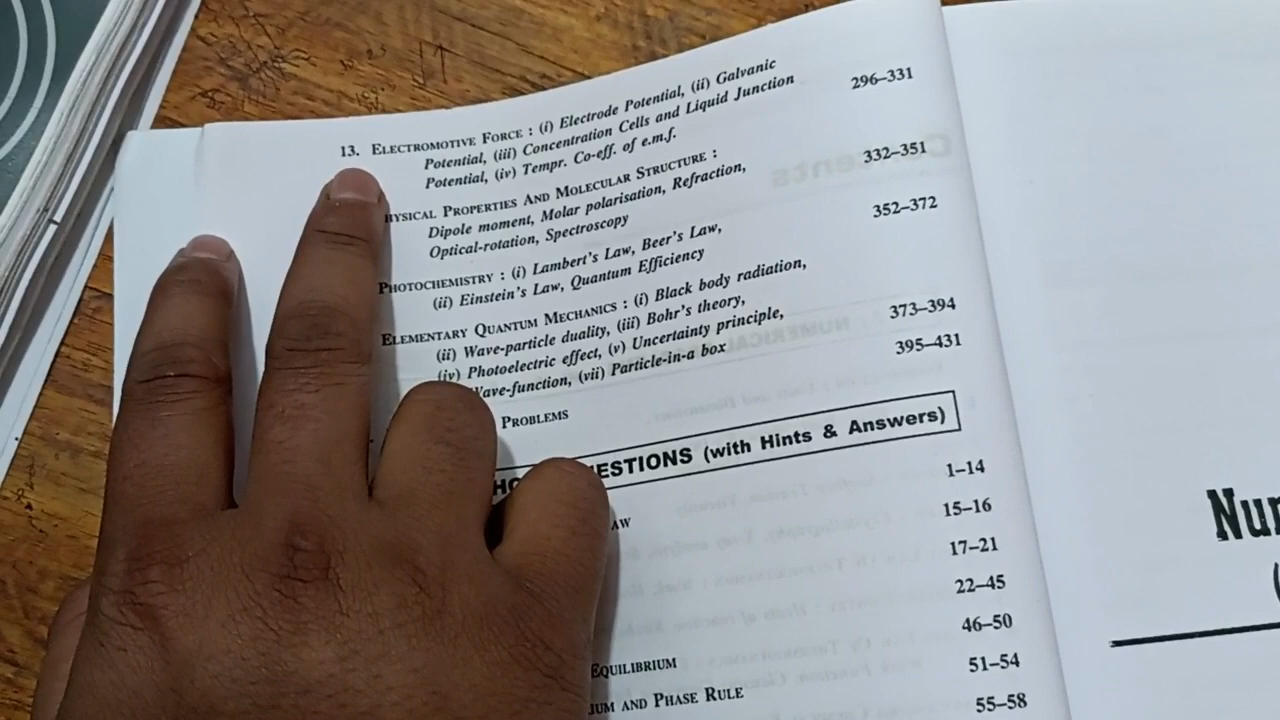 13. ELECTROMOTIVE FORCE : (i) Electrode Potential, (ii) Galvanic
Potential, (iii) Concentration Cells and Liquid Junction
Potential, (iv) Tempr. Co-eff. of e.m.f. 296–331
HYSICAL PROPERTIES AND MOLECULAR STRUCTURE :
Dipole moment, Molar polarisation, Refraction,
Optical-rotation, Spectroscopy 332–351
PHOTOCHEMISTRY : (i) Lambert's Law, Beer's Law,
(ii) Einstein's Law, Quantum Efficiency 352–372
ELEMENTARY QUANTUM MECHANICS : (i) Black body radiation,
(ii) Wave-particle duality, (iii) Bohr's theory,
(iv) Photoelectric effect, (v) Uncertainty principle,
Wave-function, (vii) Particle-in-a box 373–394
PROBLEMS 395–431
ESTIONS (with Hints & Answers)
1–14
AW 15–16
17–21
22–45
46–50
EQUILIBRIUM 51–54
IUM AND PHASE RULE 55–58
Nu